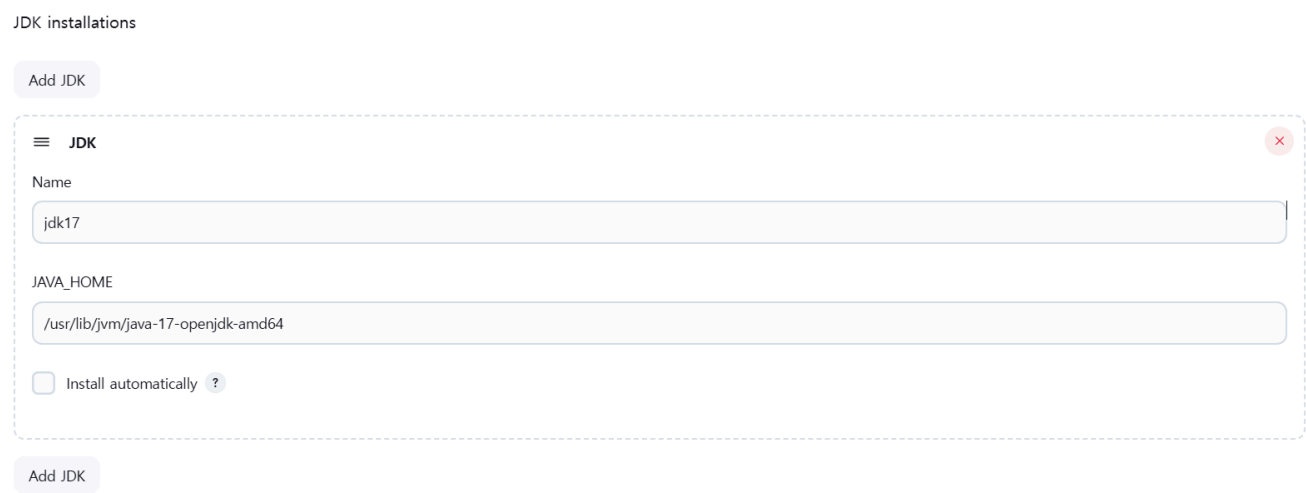 JDK installations
Add JDK
JDK
Name
jdk17
JAVA_HOME
/usr/lib/jvm/java-17-openjdk-amd64
Install automatically ?
Add JDK